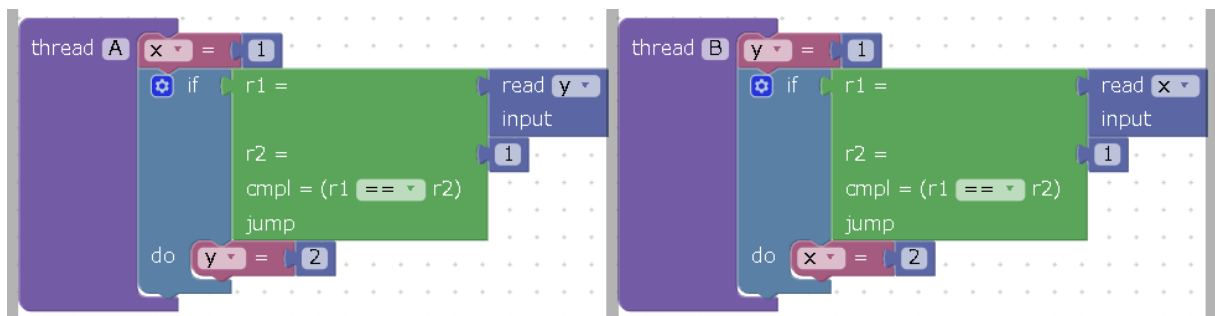 thread A x = 1
if r1 = read y
input
r2 = 1
cmpl = (r1 == r2)
jump
do y = 2
thread B y = 1
if r1 = read x
input
r2 = 1
cmpl = (r1 == r2)
jump
do x = 2